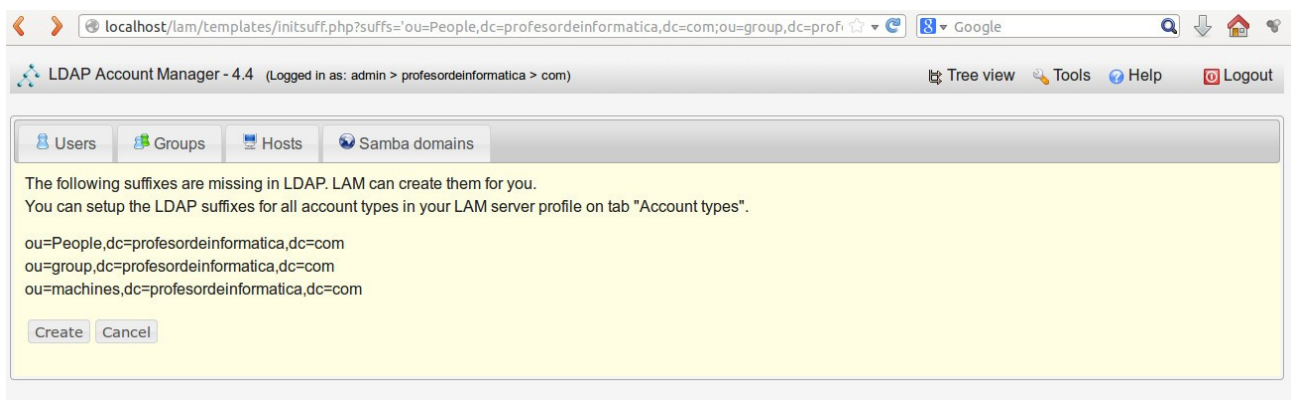 localhost/lam/templates/initsuff.php?suffs='ou=People,dc=profesordeinformatica,dc=com;ou=group,dc=prof
Google
LDAP Account Manager - 4.4 (Logged in as: admin > profesordeinformatica > com)
Tree view Tools Help Logout
Users Groups Hosts Samba domains
The following suffixes are missing in LDAP. LAM can create them for you.
You can setup the LDAP suffixes for all account types in your LAM server profile on tab "Account types".
ou=People,dc=profesordeinformatica,dc=com
ou=group,dc=profesordeinformatica,dc=com
ou=machines,dc=profesordeinformatica,dc=com
Create Cancel